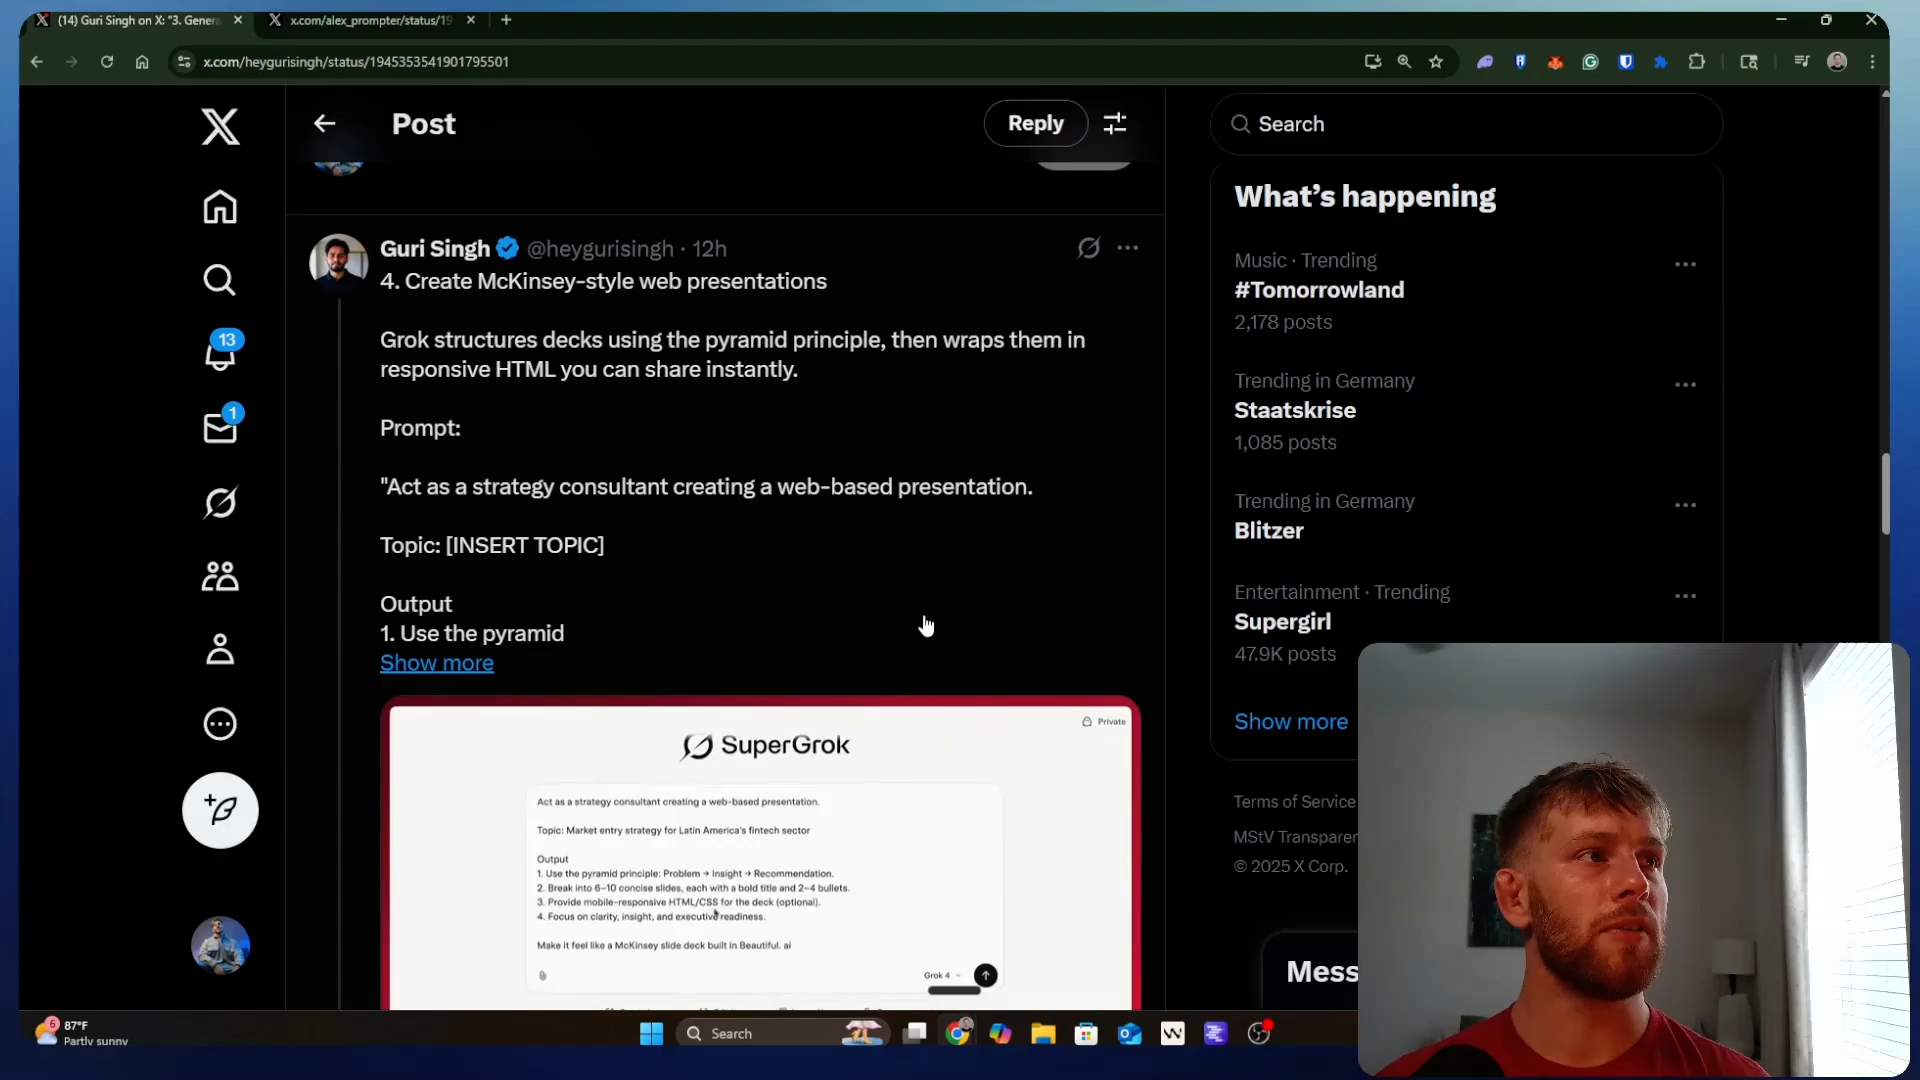 (14) Guri Singh on X: "3. Genera
x.com/alex_prompter/status/19
x.com/heygurisingh/status/1945353541901795501
Post
Reply
Search
What's happening
Music · Trending
#Tomorrowland
2,178 posts
Trending in Germany
Staatskrise
1,085 posts
Trending in Germany
Blitzer
Entertainment · Trending
Supergirl
47.9K posts
Show more
Terms of Service
MStV Transparen
© 2025 X Corp.
Mess
13
1
Guri Singh @heygurisingh · 12h
4. Create McKinsey-style web presentations
Grok structures decks using the pyramid principle, then wraps them in
responsive HTML you can share instantly.
Prompt:
"Act as a strategy consultant creating a web-based presentation.
Topic: [INSERT TOPIC]
Output
1. Use the pyramid
Show more
Private
SuperGrok
Act as a strategy consultant creating a web-based presentation.
Topic: Market entry strategy for Latin America's fintech sector
Output
1. Use the pyramid principle: Problem → Insight → Recommendation.
2. Break into 6–10 concise slides, each with a bold title and 2–4 bullets.
3. Provide mobile-responsive HTML/CSS for the deck (optional).
4. Focus on clarity, insight, and executive readiness.
Make it feel like a McKinsey slide deck built in Beautiful. ai
Grok 4
6
87°F
Partly sunny
Search